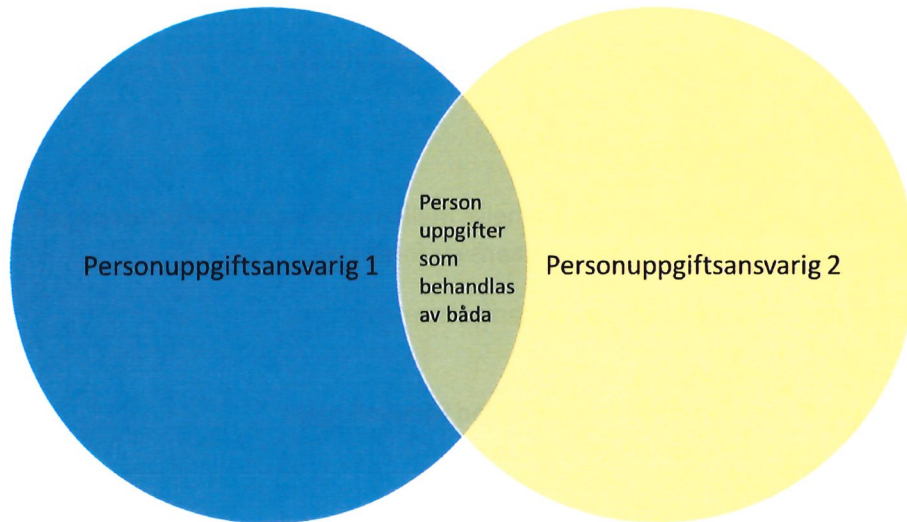 Personuppgiftsansvarig 1
Person
uppgifter
som
behandlas
av båda
Personuppgiftsansvarig 2